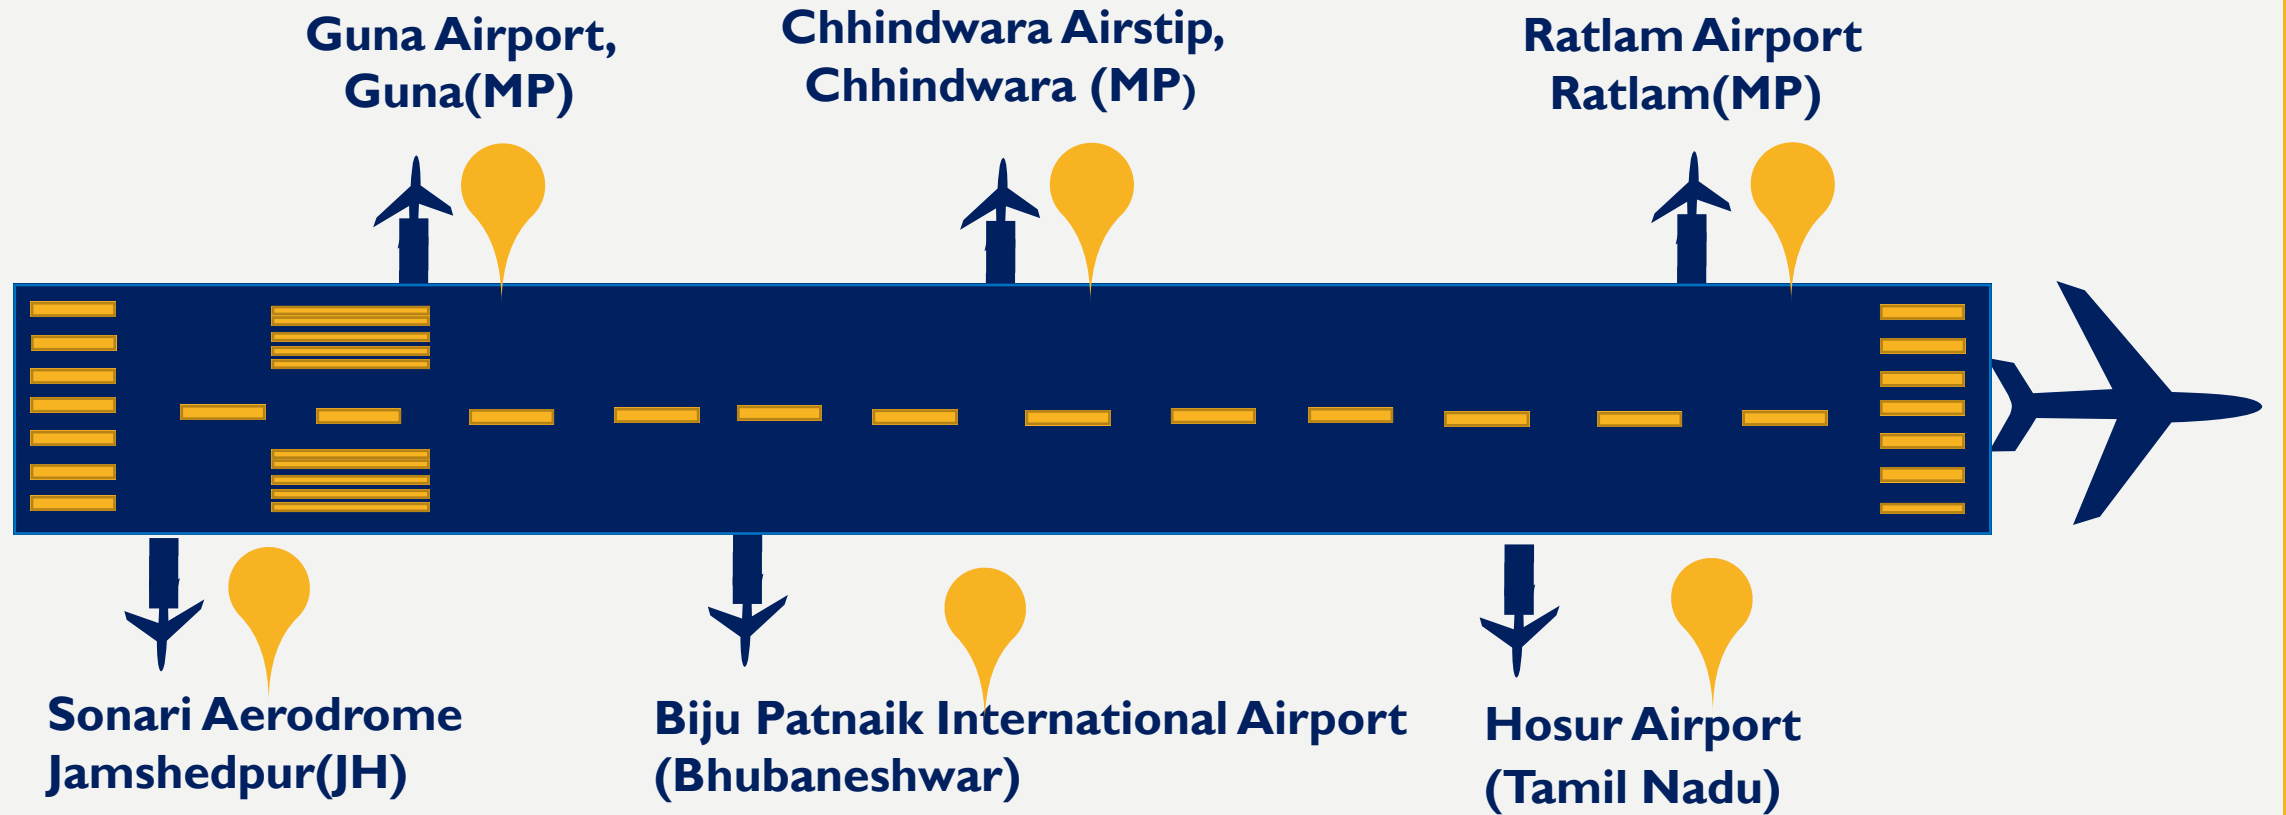 Guna Airport,
Guna(MP)
Chhindwara Airstip,
Chhindwara (MP)
Ratlam Airport
Ratlam(MP)
Sonari Aerodrome
Jamshedpur(JH)
Biju Patnaik International Airport
(Bhubaneshwar)
Hosur Airport
(Tamil Nadu)